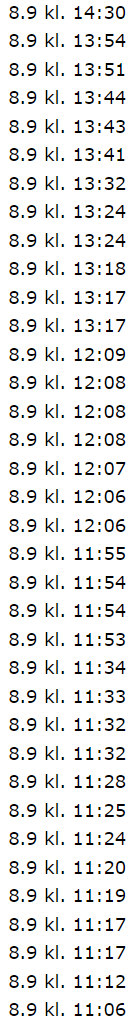 8.9 kl. 14:30
8.9 kl. 13:54
8.9 kl. 13:51
8.9 kl. 13:44
8.9 kl. 13:43
8.9 kl. 13:41
8.9 kl. 13:32
8.9 kl. 13:24
8.9 kl. 13:24
8.9 kl. 13:18
8.9 kl. 13:17
8.9 kl. 13:17
8.9 kl. 12:09
8.9 kl. 12:08
8.9 kl. 12:08
8.9 kl. 12:08
8.9 kl. 12:07
8.9 kl. 12:06
8.9 kl. 12:06
8.9 kl. 11:55
8.9 kl. 11:54
8.9 kl. 11:54
8.9 kl. 11:53
8.9 kl. 11:34
8.9 kl. 11:33
8.9 kl. 11:32
8.9 kl. 11:32
8.9 kl. 11:28
8.9 kl. 11:25
8.9 kl. 11:24
8.9 kl. 11:20
8.9 kl. 11:19
8.9 kl. 11:17
8.9 kl. 11:17
8.9 kl. 11:12
8.9 kl. 11:06